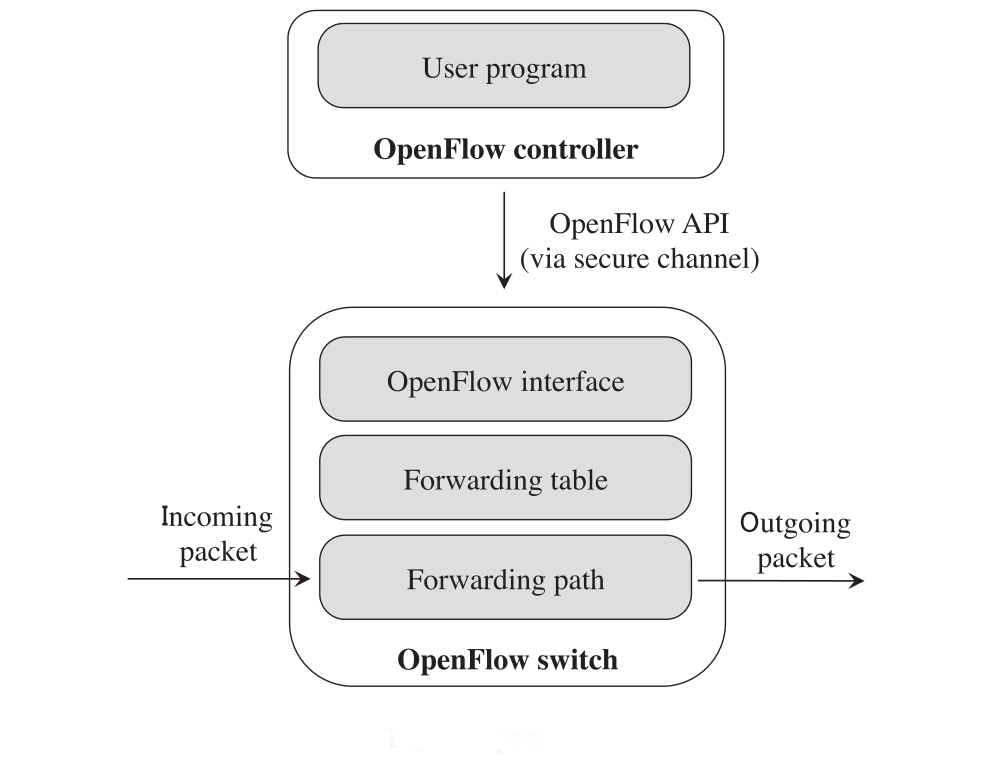 User program
OpenFlow controller
OpenFlow API
(via secure channel)
OpenFlow interface
Forwarding table
Incoming
packet
Forwarding path
Outgoing
packet
OpenFlow switch